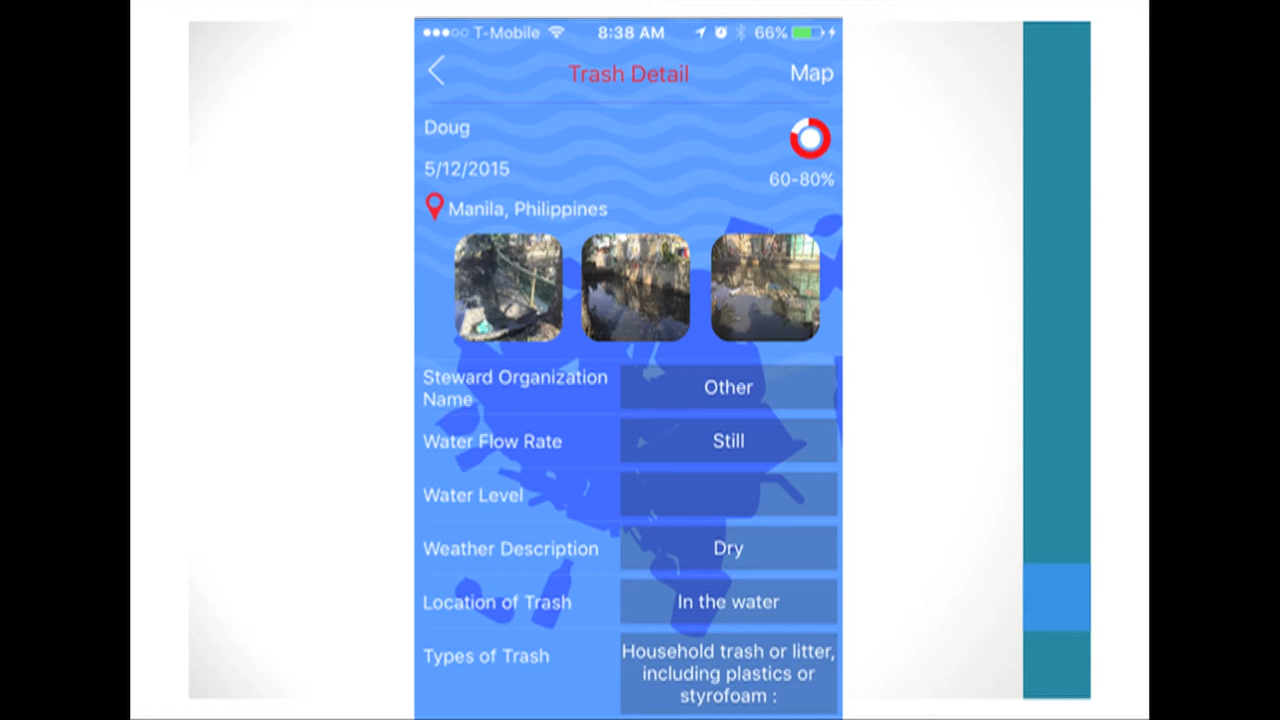 T-Mobile 8:38 AM 66%
Trash Detail Map
Doug
5/12/2015
60-80%
Manila, Philippines
Steward Organization
Name
Other
Water Flow Rate
Still
Water Level
Weather Description
Dry
Location of Trash
In the water
Types of Trash
Household trash or litter,
including plastics or
styrofoam :